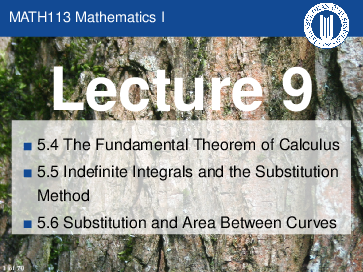 MATH113 Mathematics I
Lecture 9
■ 5.4 The Fundamental Theorem of Calculus
■ 5.5 Indefinite Integrals and the Substitution
Method
■ 5.6 Substitution and Area Between Curves
1 of 70